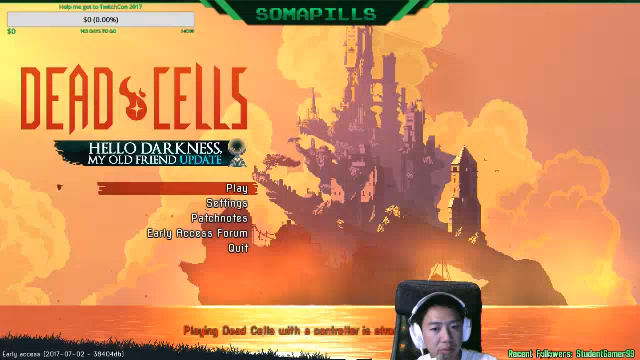 Help me get to TwitchCon 2017
$0 (0.00%)
$0
SOMAPILLS
DEAD CELLS
HELLO DARKNESS,
MY OLD FRIEND UPDATE
Play
Settings
Patchnotes
Early Access Forum
Quit
Playing Dead Cells with a controller is
Early access [2017-07-02 - 38404db]
Recent Followers: StudentGamer99